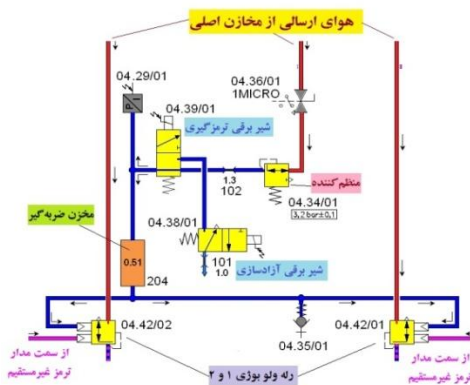 هوای ارسالی از مخازن اصلی
04.29/01
04.36/01
1MICRO
P
I
04.39/01
شیر برقی ترمزگیری
منظم‌کننده
1.3
102
04.34/01
3,2 bar±0,1
04.38/01
مخزن ضربه‌گیر
101
1.0
شیر برقی آزادسازی
0.51
204
04.42/02
04.35/01
04.42/01
از سمت مدار
ترمز غیرمستقیم
رله ولو بوژی ۱ و ۲
از سمت مدار
ترمز غیرمستقیم